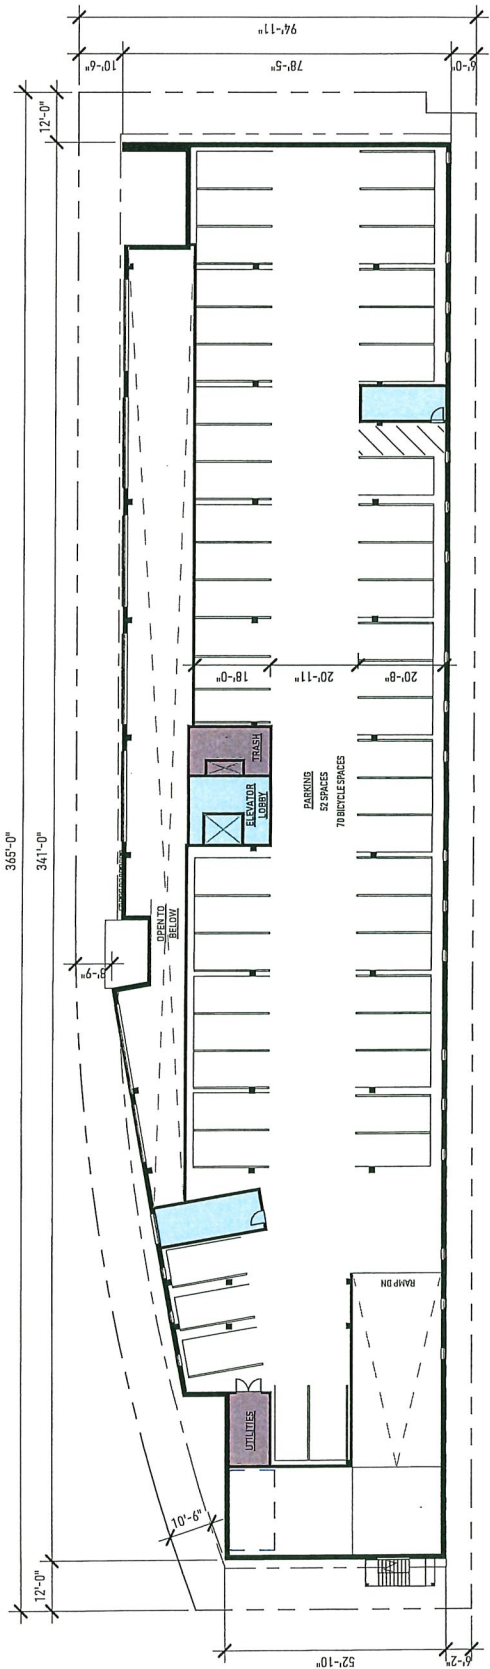 94'-11"
10'-6"
78'-5"
6'-0"
365'-0"
12'-0"
341'-0"
18'-0"
20'-11"
20'-8"
TRASH
ELEVATOR
LOBBY
PARKING
52 SPACES
70 BICYCLE SPACES
OPEN TO
BELOW
8'-9"
RAMP DN
UTILITIES
10'-9"
12'-0"
52'-10"
6'-2"